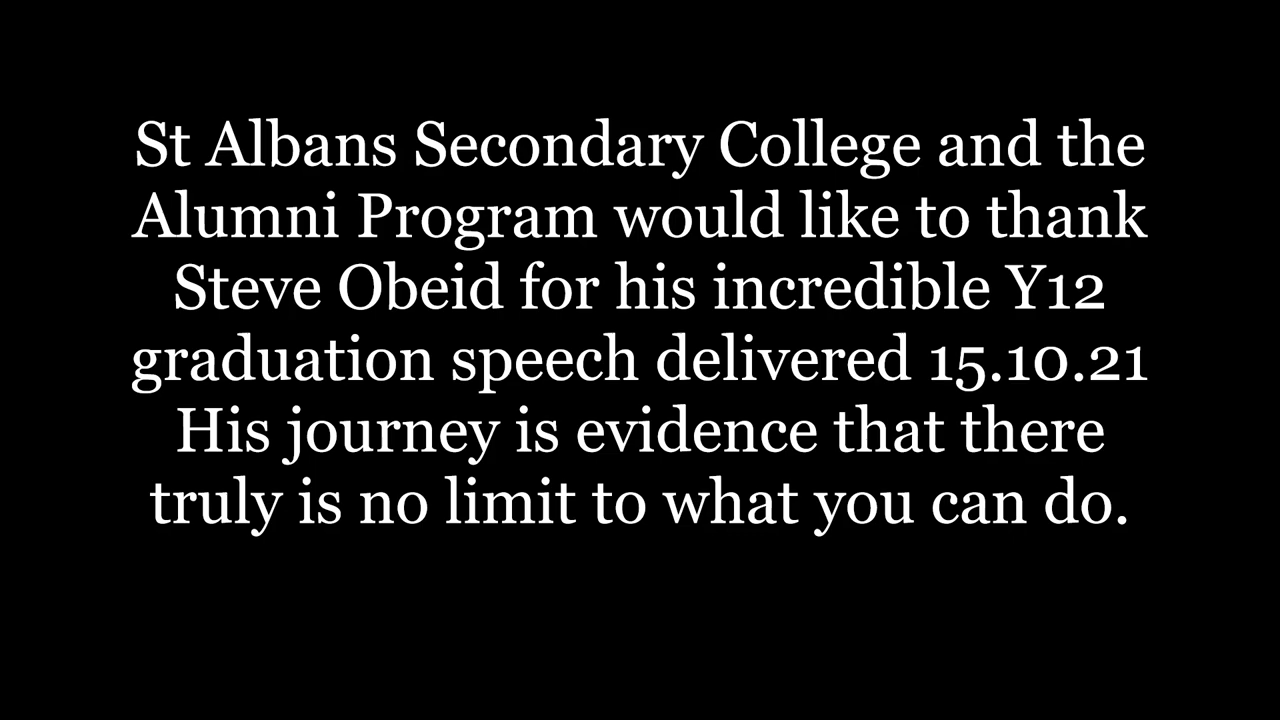 St Albans Secondary College and the
Alumni Program would like to thank
Steve Obeid for his incredible Y12
graduation speech delivered 15.10.21
His journey is evidence that there
truly is no limit to what you can do.